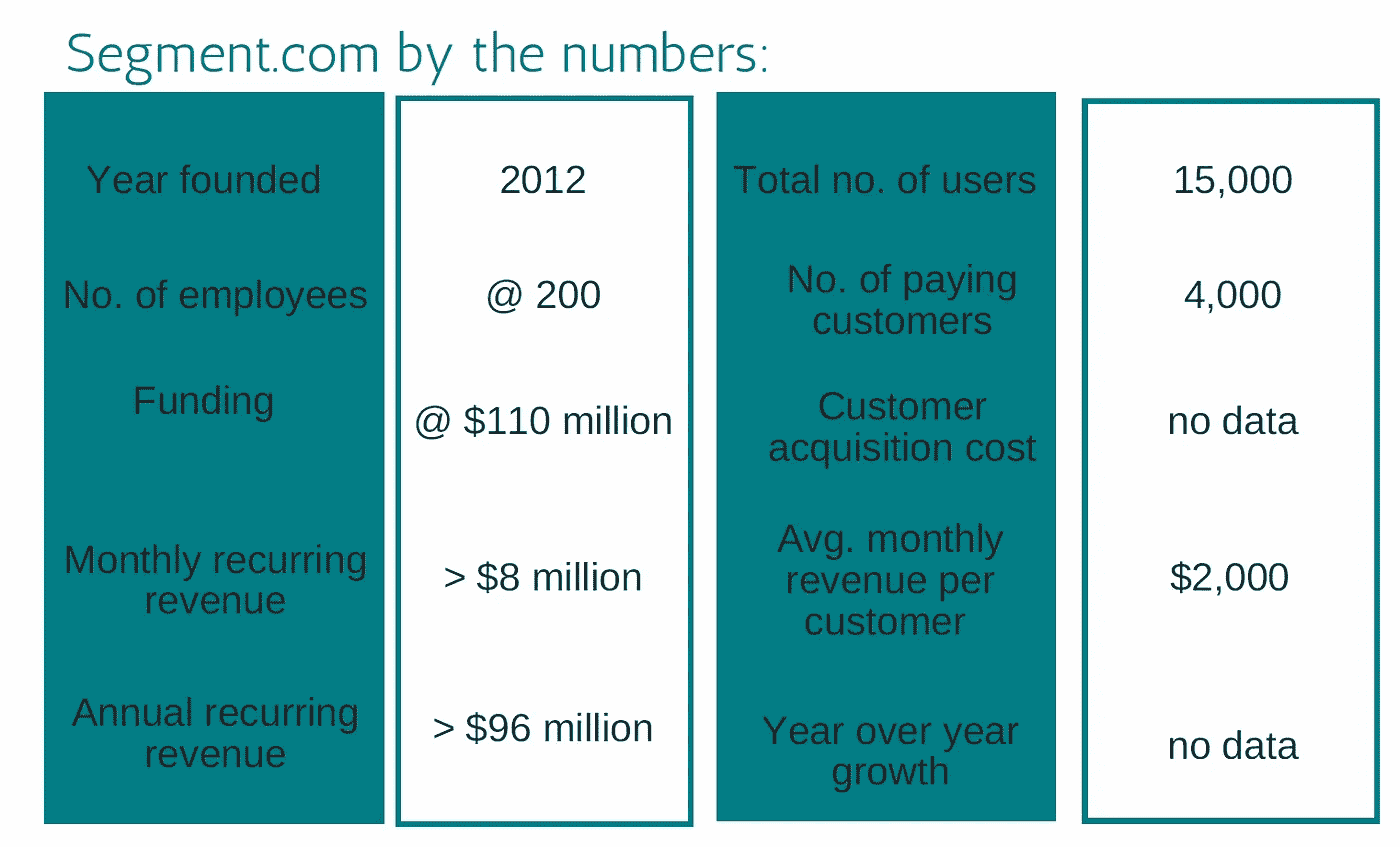 Segment.com by the numbers:
Year founded
2012
Total no. of users
15,000
No. of employees
@ 200
No. of paying
customers
4,000
Funding
@ $110 million
Customer
acquisition cost
no data
Monthly recurring
revenue
> $8 million
Avg. monthly
revenue per
customer
$2,000
Annual recurring
revenue
> $96 million
Year over year
growth
no data